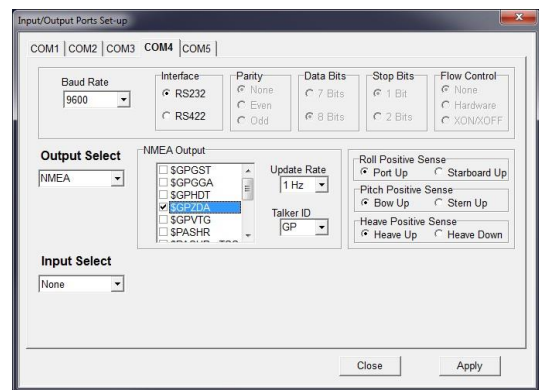 Input/Output Ports Set-up
COM1 COM2 COM3 COM4 COM5
Baud Rate
9600
Interface
RS232
RS422
Parity
None
Even
Odd
Data Bits
7 Bits
8 Bits
Stop Bits
1 Bit
2 Bits
Flow Control
None
Hardware
XON/XOFF
Output Select
NMEA
NMEA Output
$GPGST
$GPGGA
$GPHDT
$GPZDA
$GPVTG
$PASHR
Update Rate
1 Hz
Talker ID
GP
Roll Positive Sense
Port Up Starboard Up
Pitch Positive Sense
Bow Up Stern Up
Heave Positive Sense
Heave Up Heave Down
Input Select
None
Close Apply